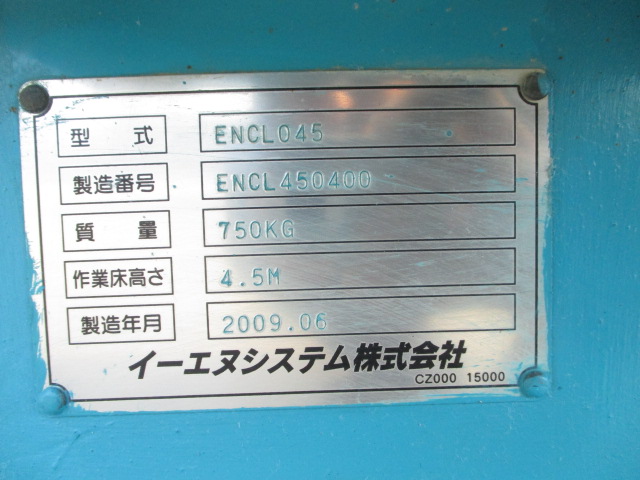 型式 ENCL045
製造番号 ENCL450400
質量 750KG
作業床高さ 4.5M
製造年月 2009.06
イーエヌシステム株式会社
CZ000 15000